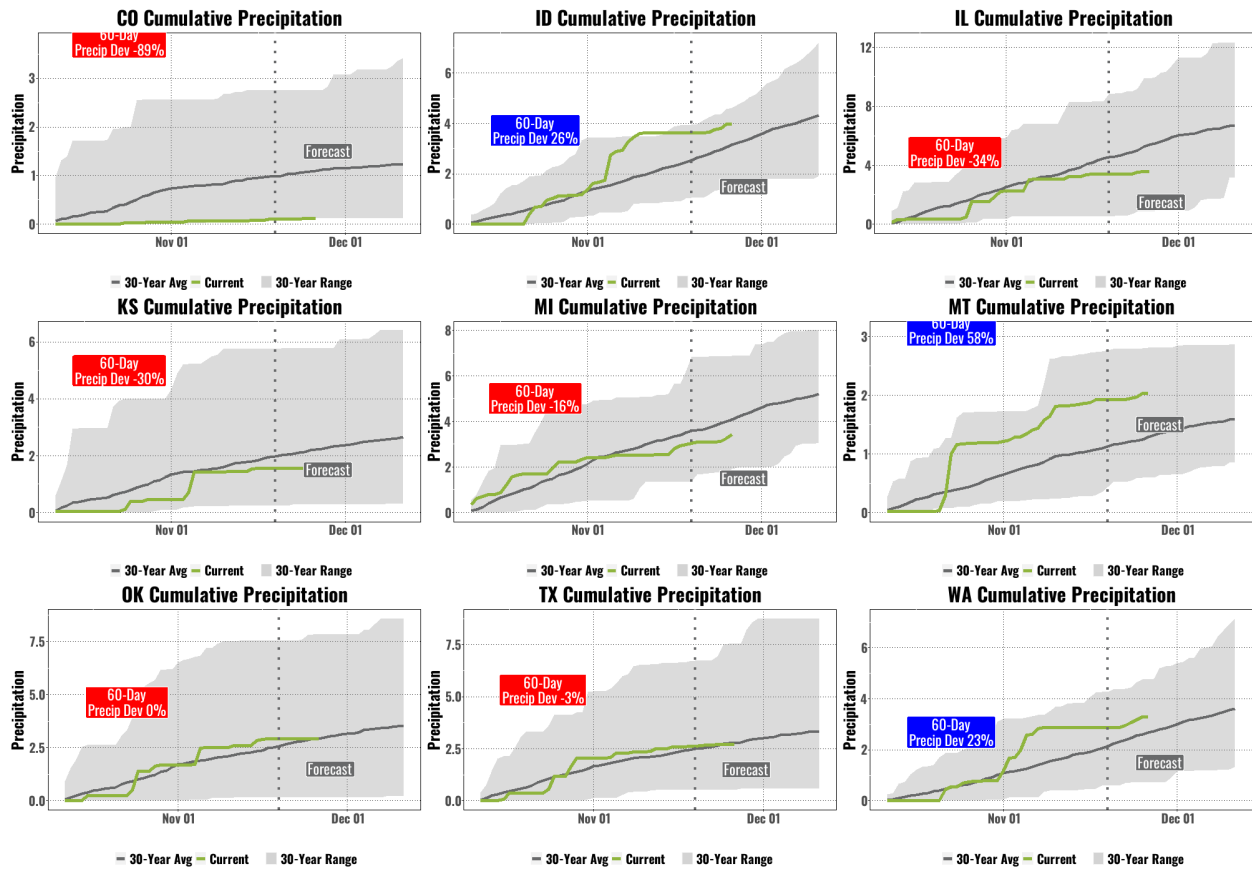 CO Cumulative Precipitation
60-Day
Precip Dev -89%
Precipitation
3
2
1
0
Forecast
Nov 01
Dec 01
30-Year Avg Current 30-Year Range
ID Cumulative Precipitation
60-Day
Precip Dev 26%
Precipitation
6
4
2
0
Forecast
Nov 01
Dec 01
30-Year Avg Current 30-Year Range
IL Cumulative Precipitation
60-Day
Precip Dev -34%
Precipitation
12
8
4
0
Forecast
Nov 01
Dec 01
30-Year Avg Current 30-Year Range
KS Cumulative Precipitation
60-Day
Precip Dev -30%
Precipitation
6
4
2
0
Forecast
Nov 01
Dec 01
30-Year Avg Current 30-Year Range
MI Cumulative Precipitation
60-Day
Precip Dev -16%
Precipitation
8
6
4
2
0
Forecast
Nov 01
Dec 01
30-Year Avg Current 30-Year Range
MT Cumulative Precipitation
60-Day
Precip Dev 58%
Precipitation
3
2
1
0
Forecast
Nov 01
Dec 01
30-Year Avg Current 30-Year Range
OK Cumulative Precipitation
60-Day
Precip Dev 0%
Precipitation
7.5
5.0
2.5
0.0
Forecast
Nov 01
Dec 01
30-Year Avg Current 30-Year Range
TX Cumulative Precipitation
60-Day
Precip Dev -3%
Precipitation
7.5
5.0
2.5
0.0
Forecast
Nov 01
Dec 01
30-Year Avg Current 30-Year Range
WA Cumulative Precipitation
60-Day
Precip Dev 23%
Precipitation
6
4
2
0
Forecast
Nov 01
Dec 01
30-Year Avg Current 30-Year Range